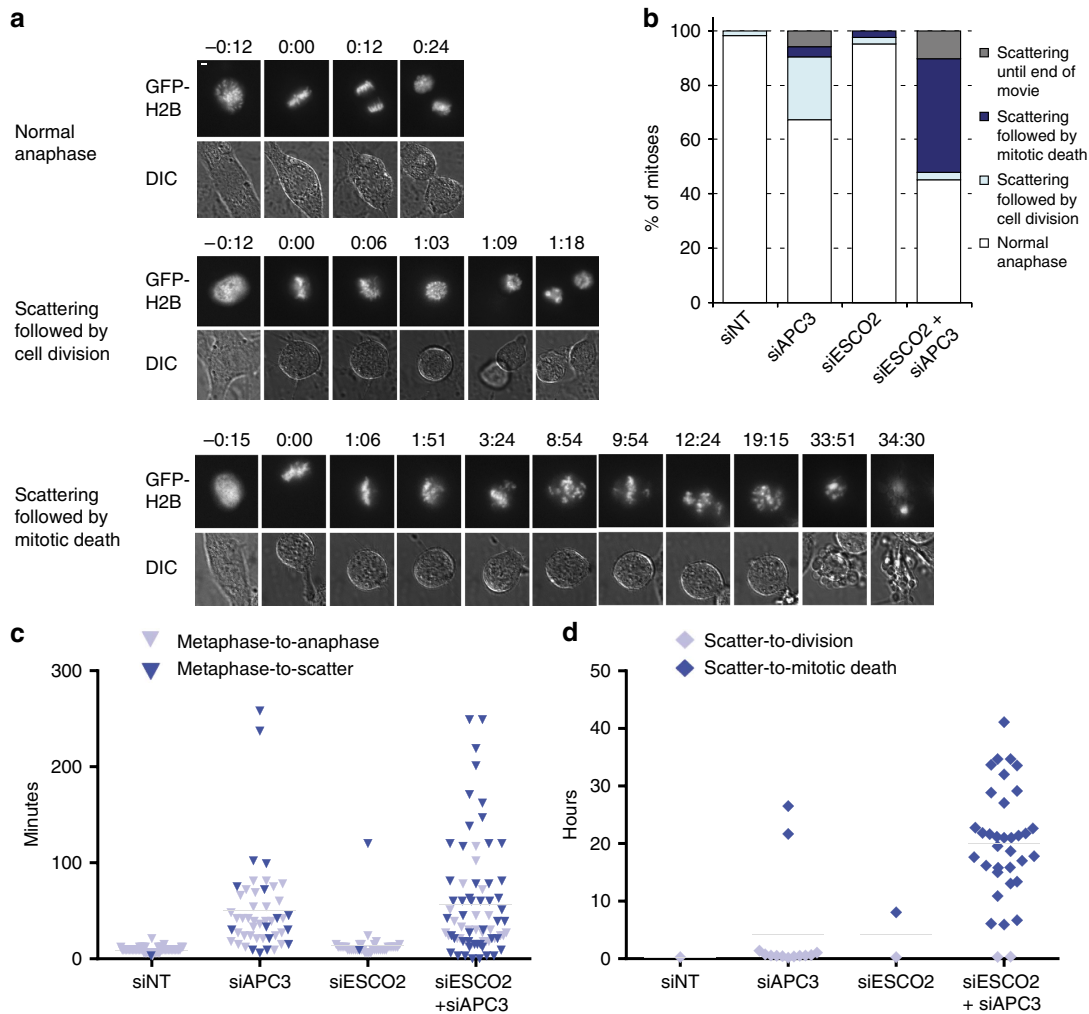 a
−0:12 0:00 0:12 0:24
Normal
anaphase
GFP-
H2B
DIC
−0:12 0:00 0:06 1:03 1:09 1:18
Scattering
followed by
cell division
GFP-
H2B
DIC
−0:15 0:00 1:06 1:51 3:24 8:54 9:54 12:24 19:15 33:51 34:30
Scattering
followed by
mitotic death
GFP-
H2B
DIC
b
% of mitoses
100
80
60
40
20
0
siNT
siAPC3
siESCO2
siESCO2 +
siAPC3
Scattering
until end of
movie
Scattering
followed by
mitotic death
Scattering
followed by
cell division
Normal
anaphase
c
Metaphase-to-anaphase
Metaphase-to-scatter
Minutes
300
200
100
0
siNT
siAPC3
siESCO2
siESCO2
+siAPC3
d
Scatter-to-division
Scatter-to-mitotic death
Hours
50
40
30
20
10
0
siNT
siAPC3
siESCO2
siESCO2
+ siAPC3